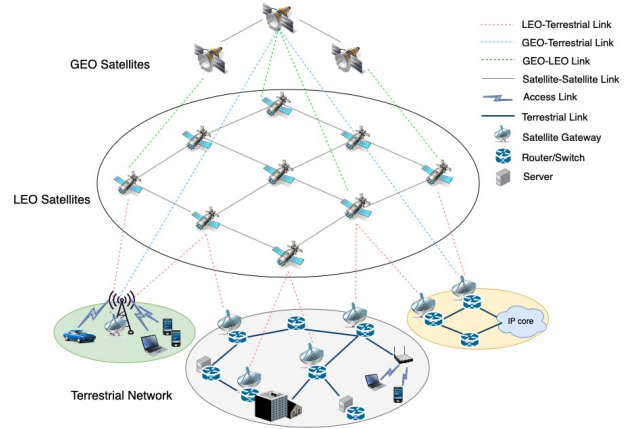 LEO-Terrestrial Link
GEO-Terrestrial Link
GEO-LEO Link
Satellite-Satellite Link
Access Link
Terrestrial Link
Satellite Gateway
Router/Switch
Server
GEO Satellites
LEO Satellites
IP core
Terrestrial Network